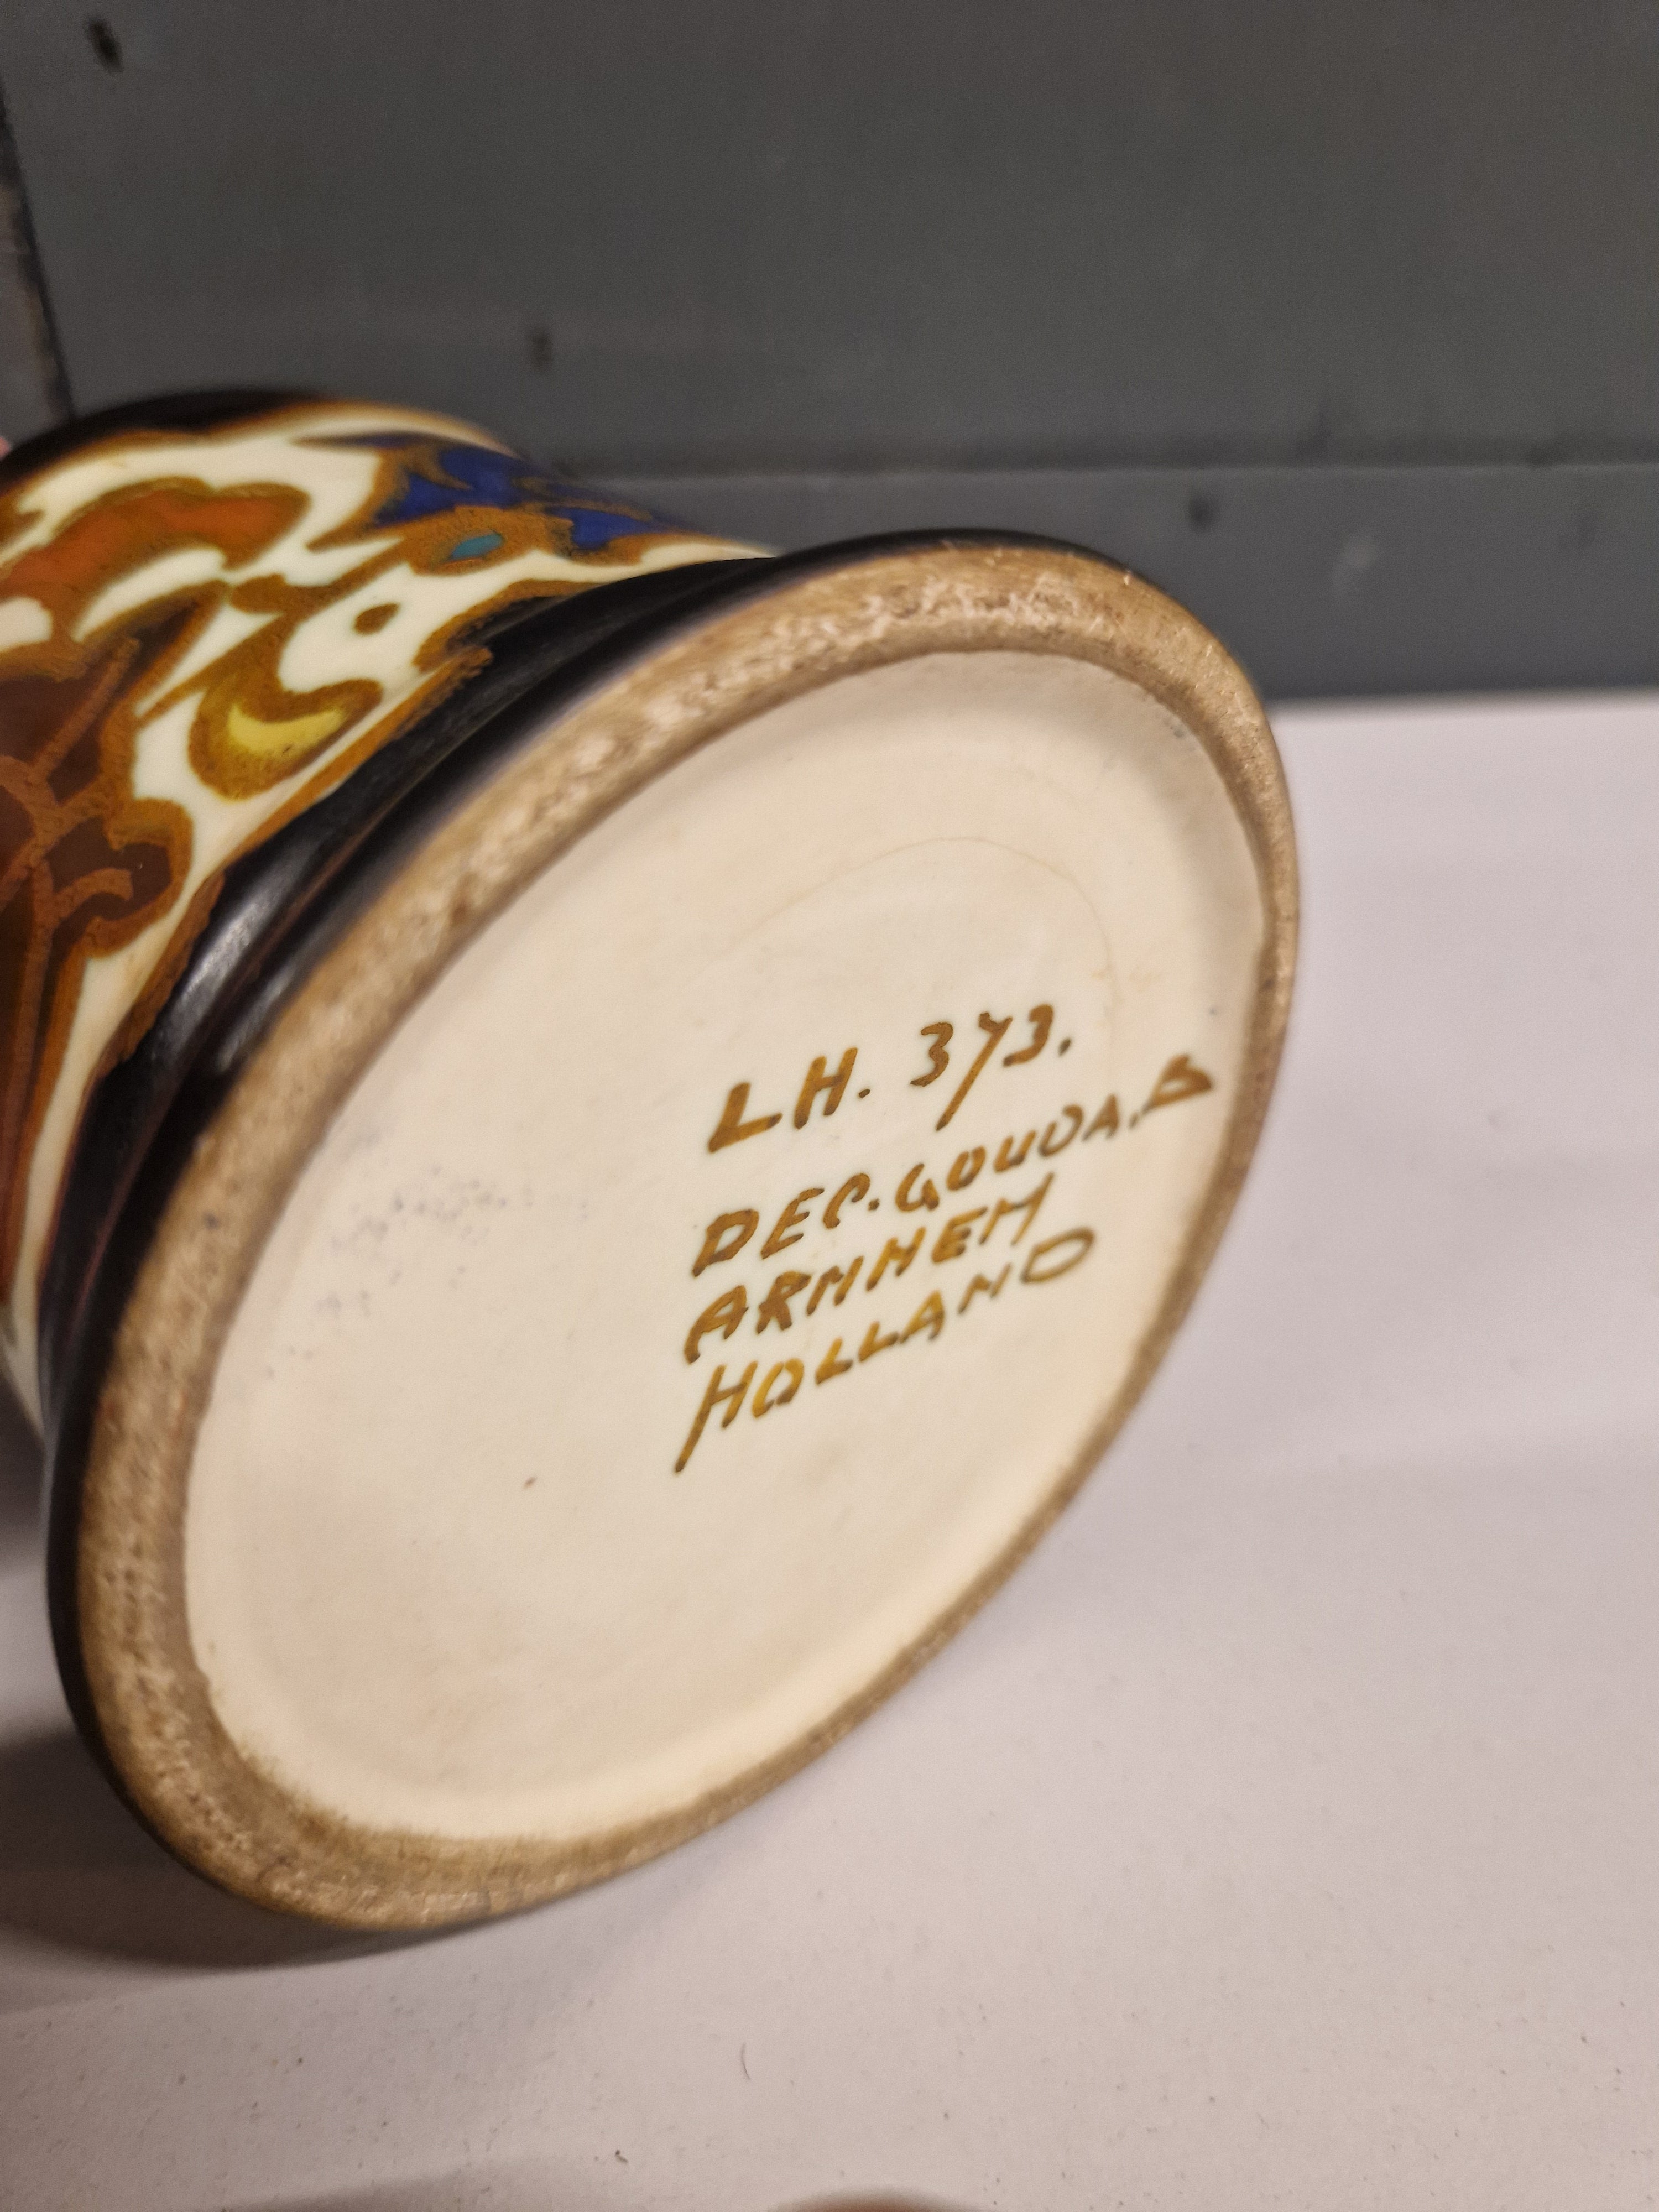 LH. 373.
DEC. GOUDA. B
ARNHEM
HOLLAND